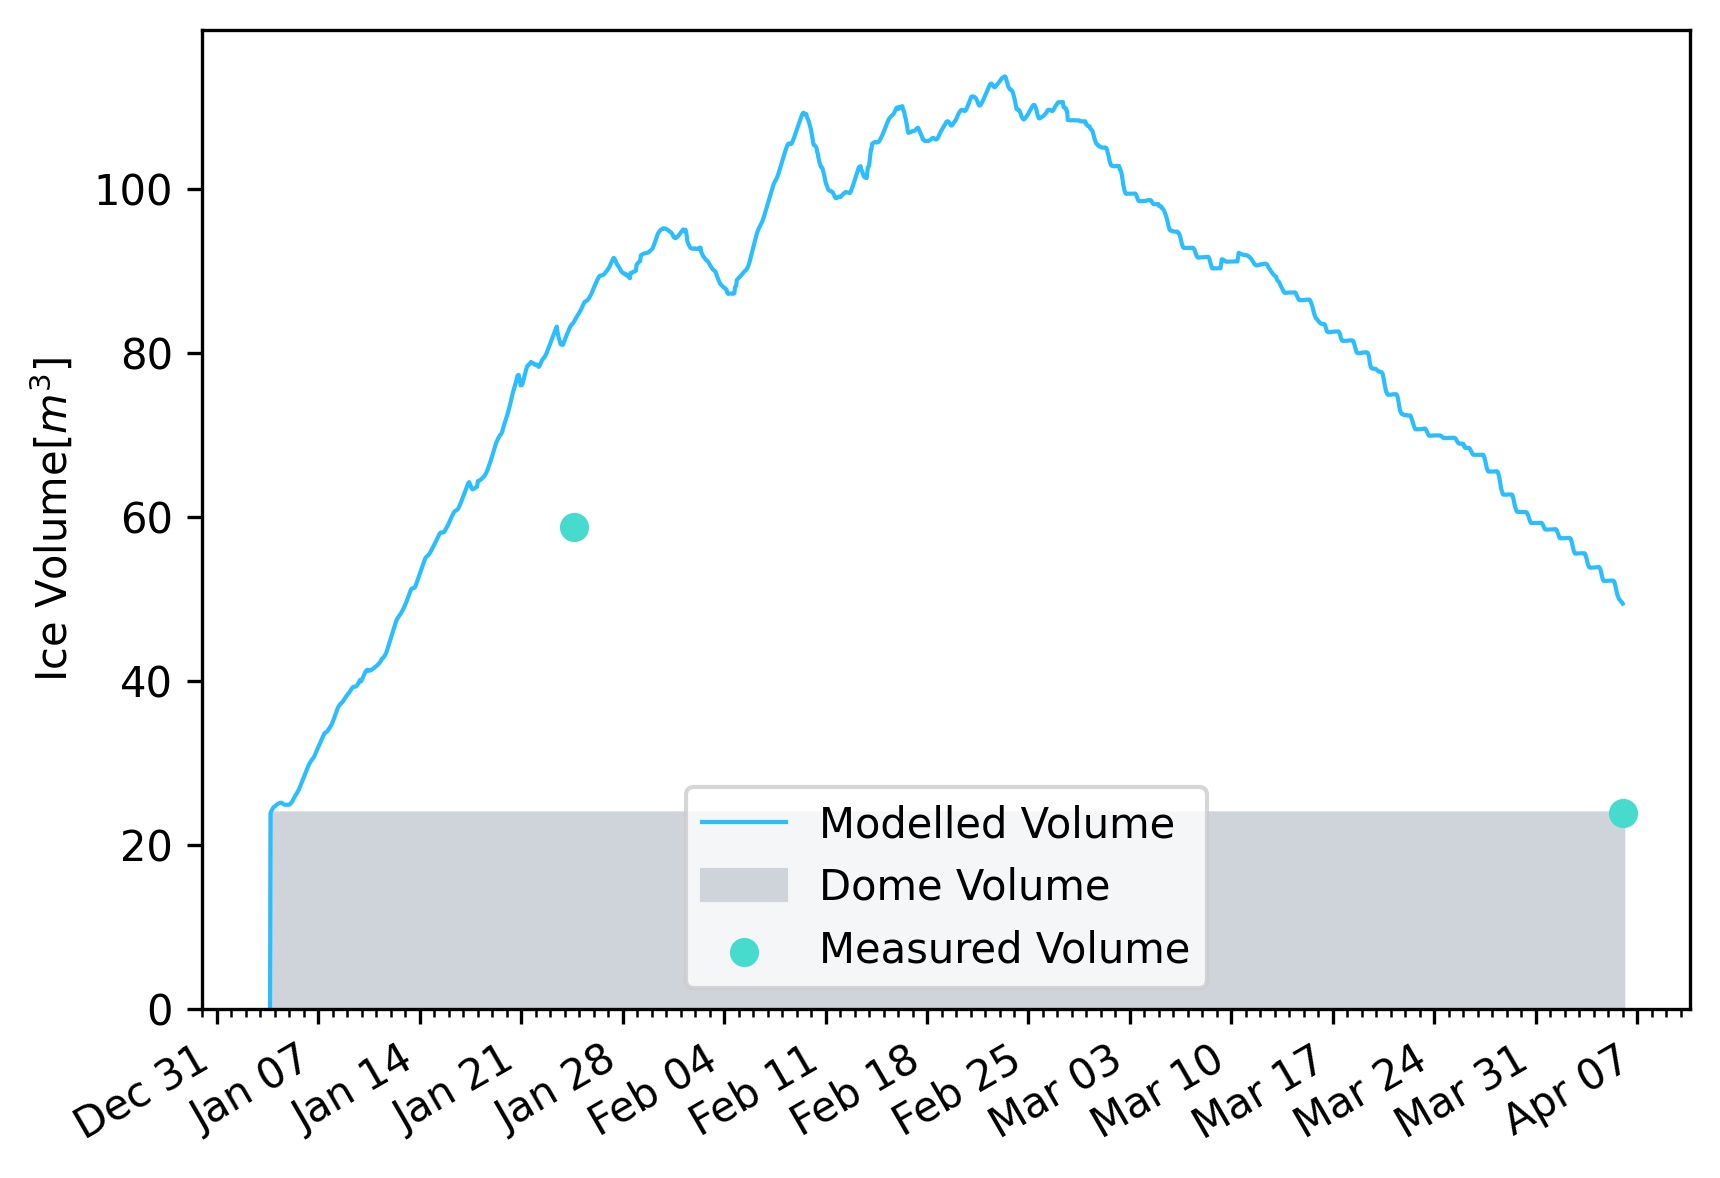 Ice Volume[m³]
100
80
60
40
20
0
Modelled Volume
Dome Volume
Measured Volume
Dec 31
Jan 07
Jan 14
Jan 21
Jan 28
Feb 04
Feb 11
Feb 18
Feb 25
Mar 03
Mar 10
Mar 17
Mar 24
Mar 31
Apr 07